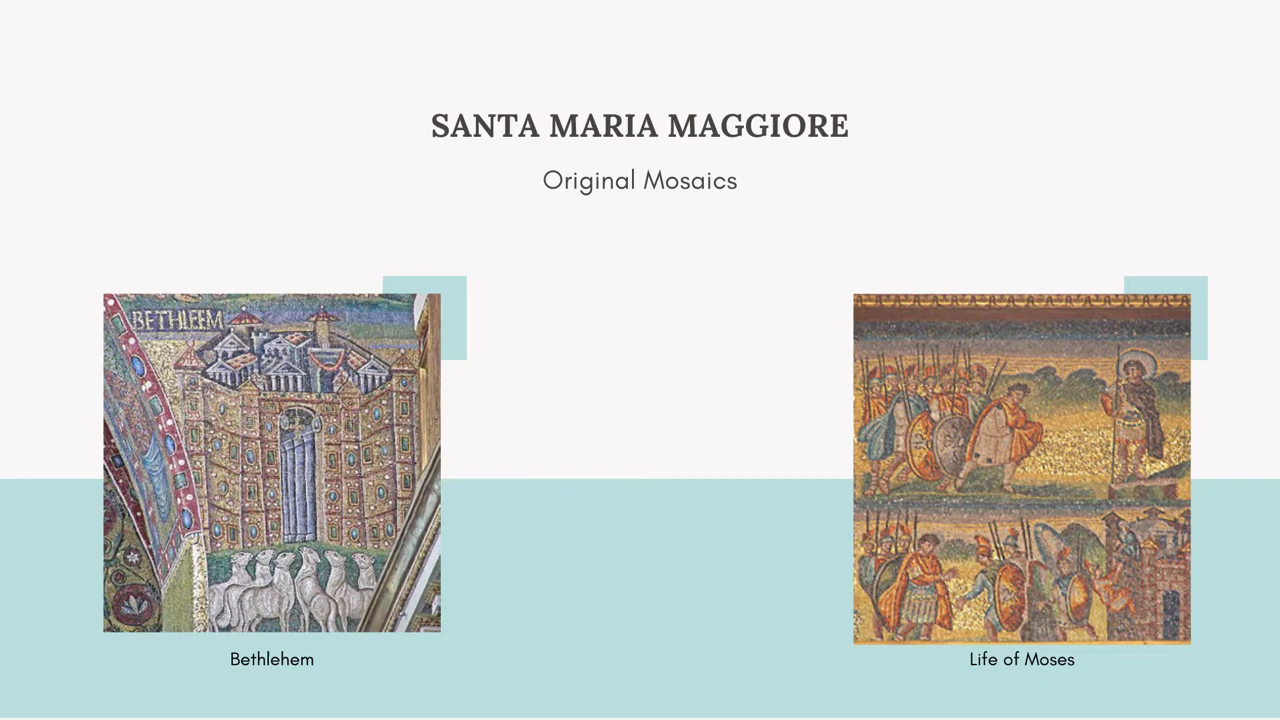 SANTA MARIA MAGGIORE
Original Mosaics
BETHLEEM
Bethlehem
Life of Moses